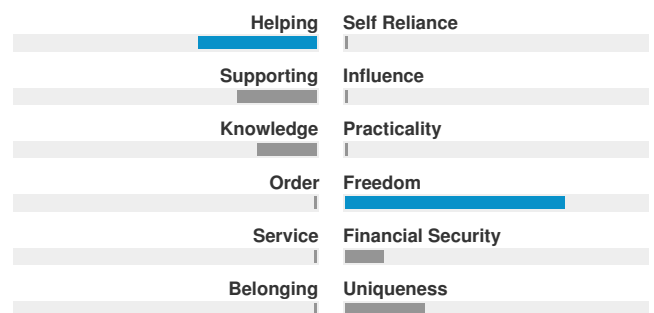 Helping Self Reliance
Supporting Influence
Knowledge Practicality
Order Freedom
Service Financial Security
Belonging Uniqueness